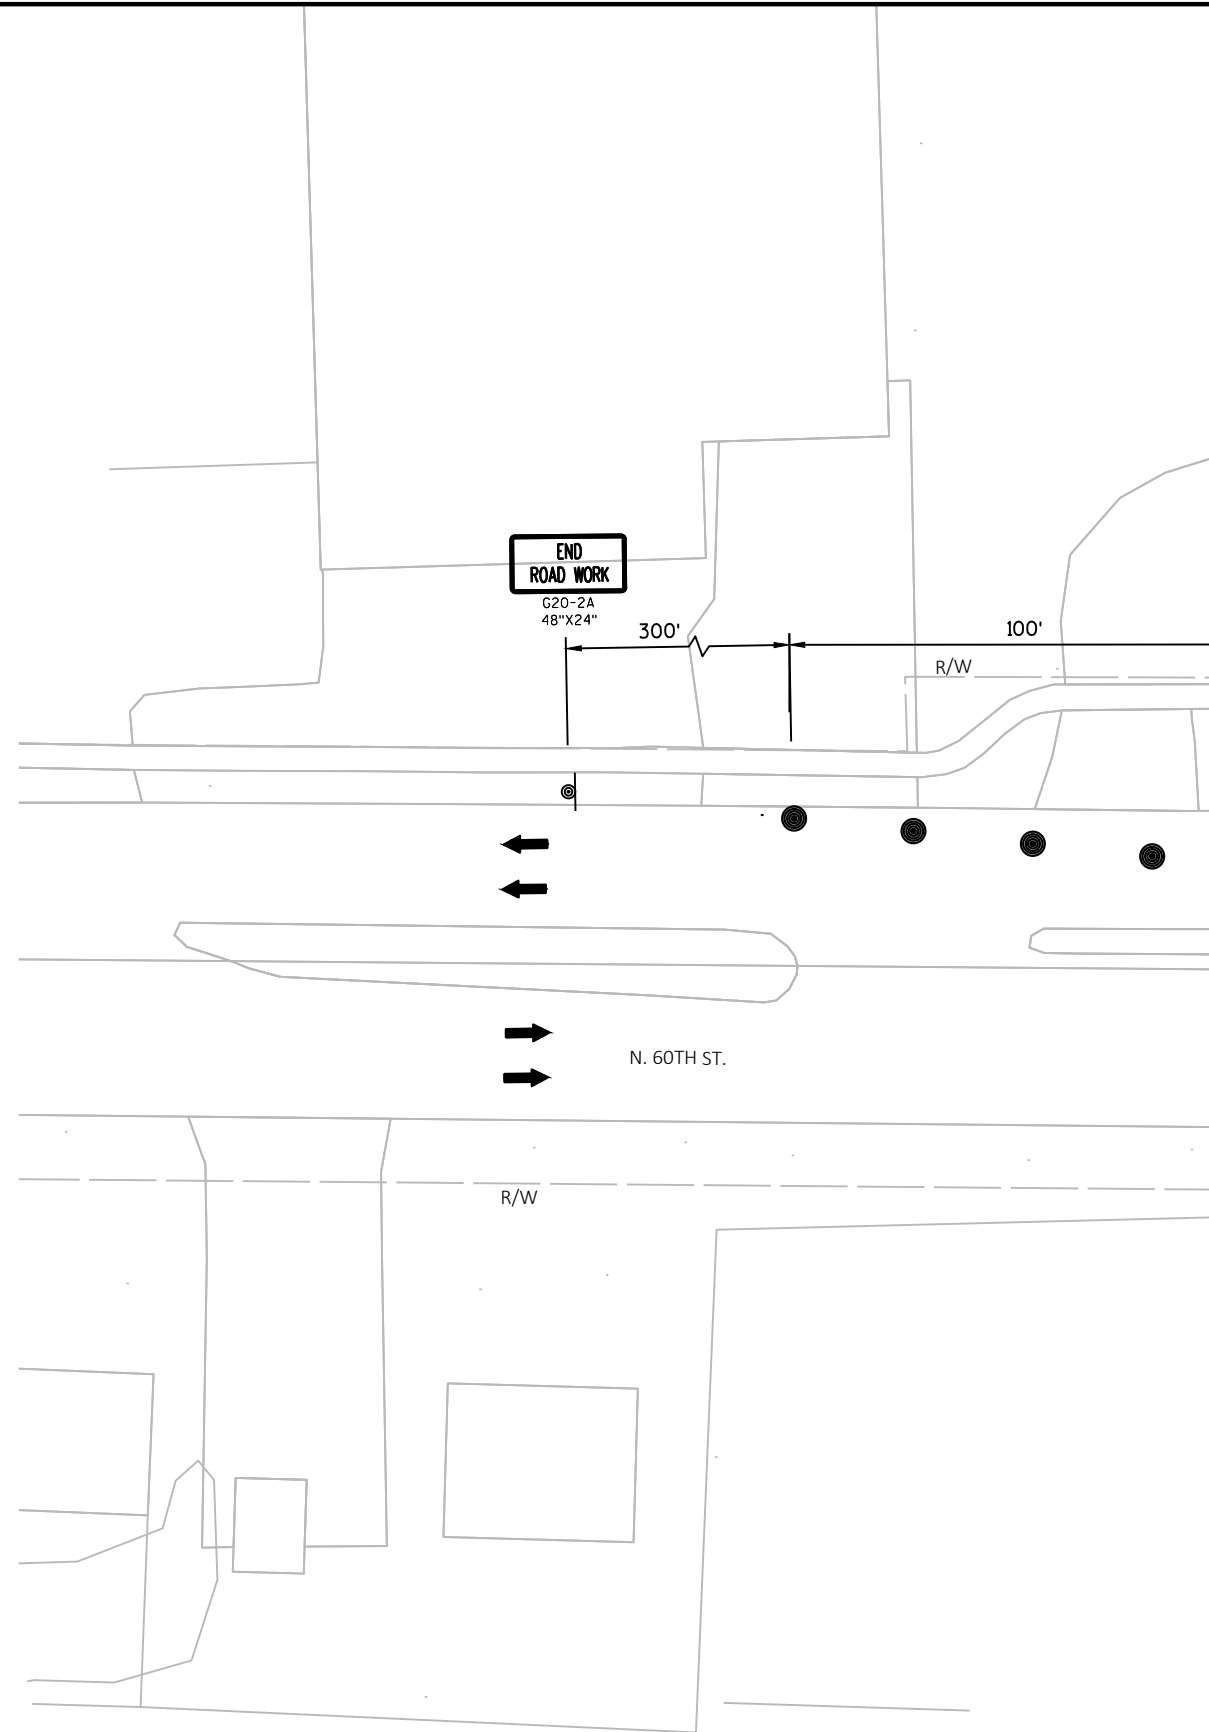 END
ROAD WORK
G20-2A
48"X24"
300'
100'
R/W
N. 60TH ST.
R/W